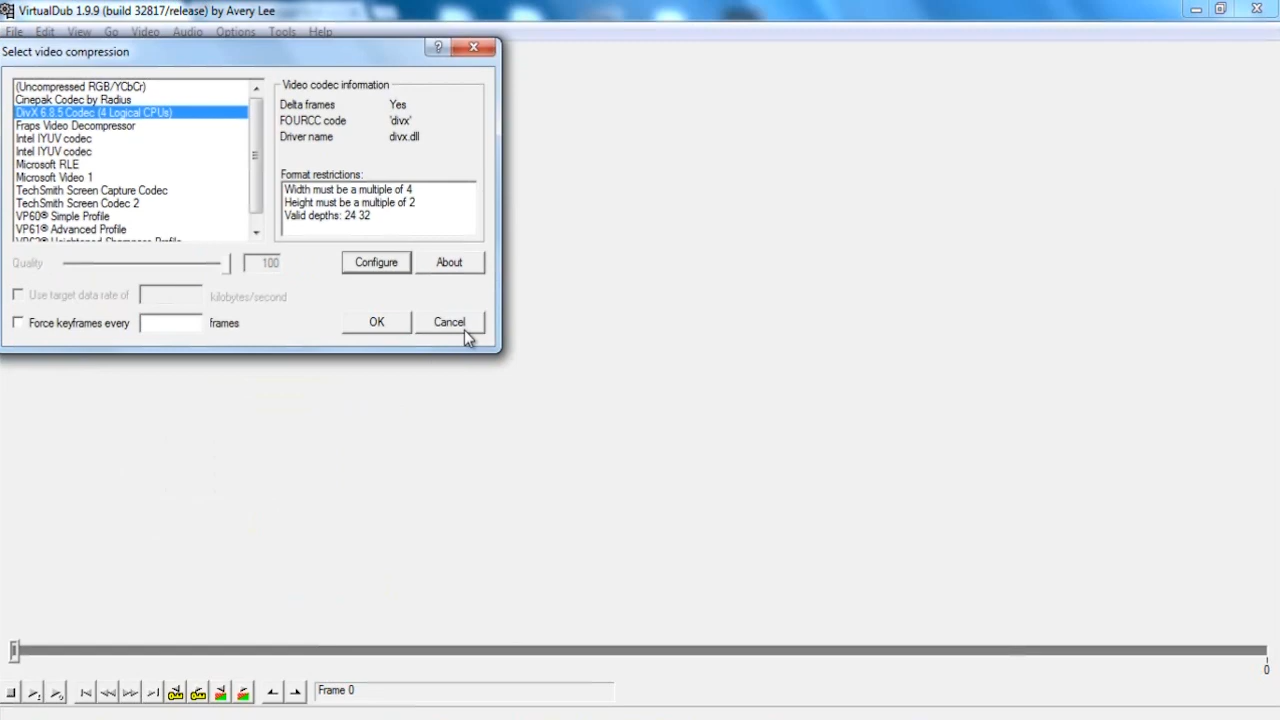 VirtualDub 1.9.9 (build 32817/release) by Avery Lee
File Edit View Go Video Audio Options Tools Help
Select video compression
(Uncompressed RGB/YCbCr)
Cinepak Codec by Radius
DivX 6.8.5 Codec (4 Logical CPUs)
Fraps Video Decompressor
Intel IYUV codec
Intel IYUV codec
Microsoft RLE
Microsoft Video 1
TechSmith Screen Capture Codec
TechSmith Screen Codec 2
VP60® Simple Profile
VP61® Advanced Profile
VP62® Heightened Sharpness Profile
Video codec information
Delta frames Yes
FOURCC code 'divx'
Driver name divx.dll
Format restrictions:
Width must be a multiple of 4
Height must be a multiple of 2
Valid depths: 24 32
Quality 100
Configure About
Use target data rate of kilobytes/second
Force keyframes every frames
OK Cancel
0
Frame 0